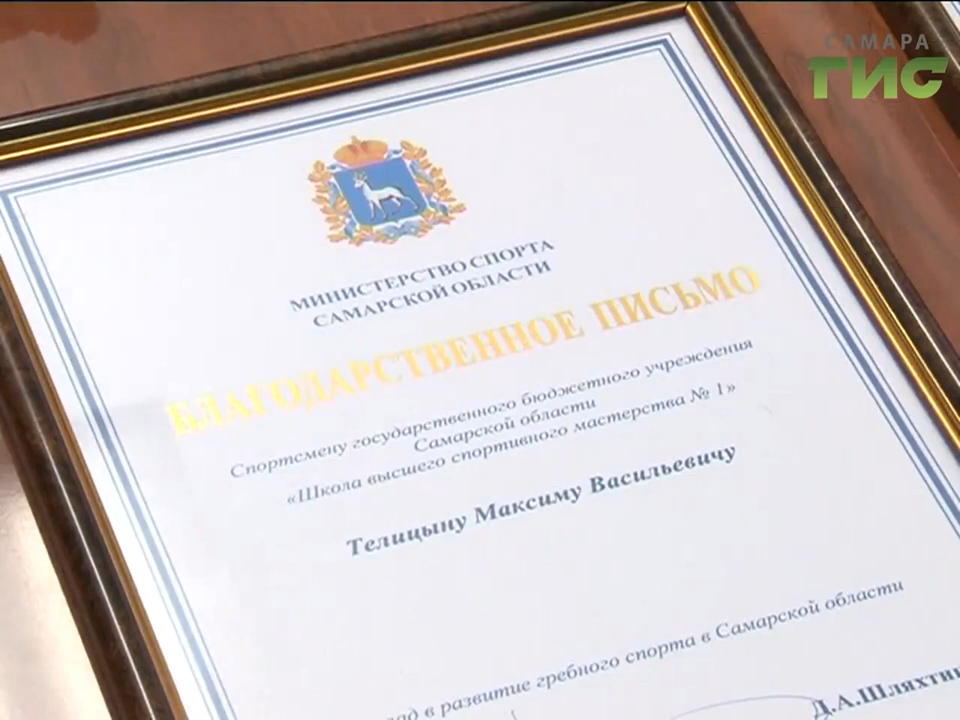 САМАРА
ГИС
МИНИСТЕРСТВО СПОРТА
САМАРСКОЙ ОБЛАСТИ
БЛАГОДАРСТВЕННОЕ ПИСЬМО
Спортсмену государственного бюджетного учреждения
Самарской области
«Школа высшего спортивного мастерства № 1»
Телицыну Максиму Васильевичу
в развитие гребного спорта в Самарской области